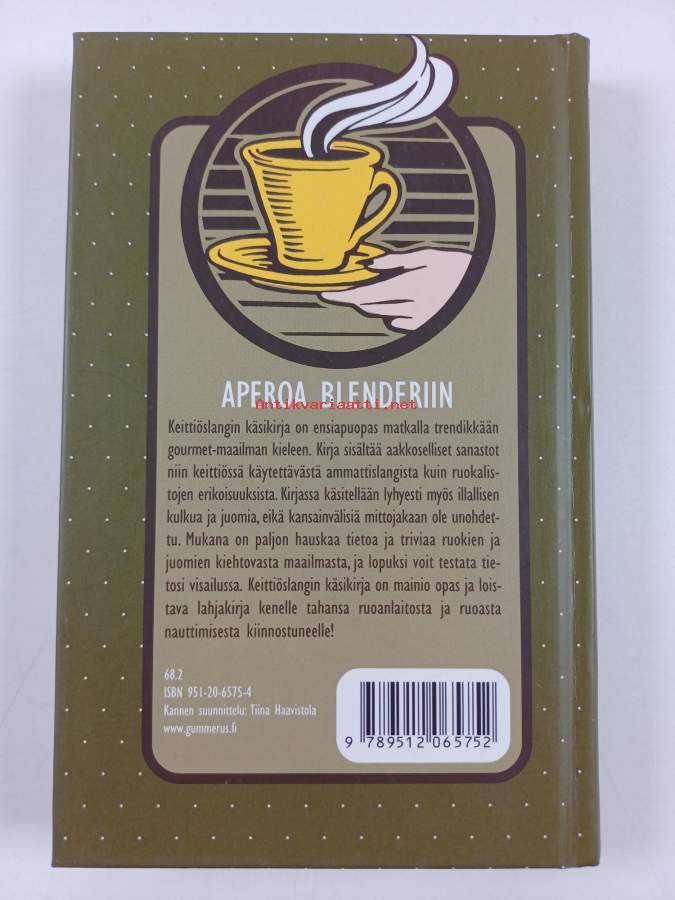 APEROA BLENDERIIN
Antikvariaatti.net
Keittiöslangin käsikirja on ensiapuopas matkalla trendikkään
gourmet-maailman kieleen. Kirja sisältää aakkoselliset sanastot
niin keittiössä käytettävästä ammattislangista kuin ruokalis-
tojen erikoisuuksista. Kirjassa käsitellään lyhyesti myös illallisen
kulkua ja juomia, eikä kansainvälisiä mittojakaan ole unohdet-
tu. Mukana on paljon hauskaa tietoa ja triviaa ruokien ja
juomien kiehtovasta maailmasta, ja lopuksi voit testata tie-
tosi visailussa. Keittiöslangin käsikirja on mainio opas ja lois-
tava lahjakirja kenelle tahansa ruoanlaitosta ja ruoasta
nauttimisesta kiinnostuneelle!
68.2
ISBN 951-20-6575-4
Kannen suunnittelu: Tiina Haavistola
www.gummerus.fi
9 789512 065752